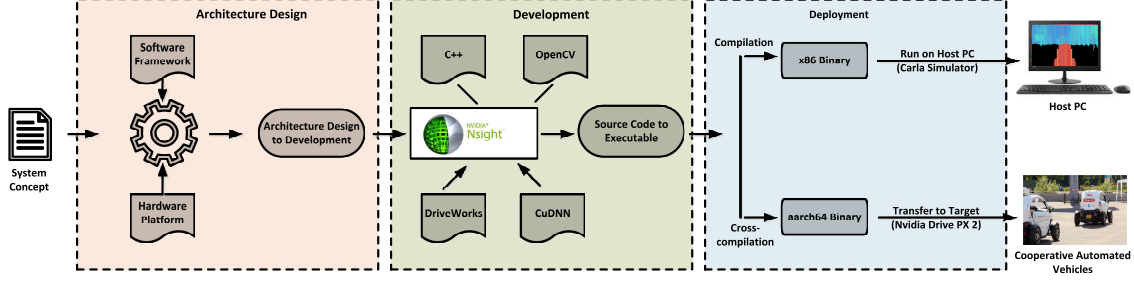 Architecture Design
Development
Deployment
System
Concept
Software
Framework
Hardware
Platform
Architecture Design
to Development
C++
OpenCV
NVIDIA®
Nsight™
DriveWorks
CuDNN
Source Code to
Executable
Compilation
x86 Binary
Run on Host PC
(Carla Simulator)
Host PC
Cross-
compilation
aarch64 Binary
Transfer to Target
(Nvidia Drive PX 2)
Cooperative Automated
Vehicles